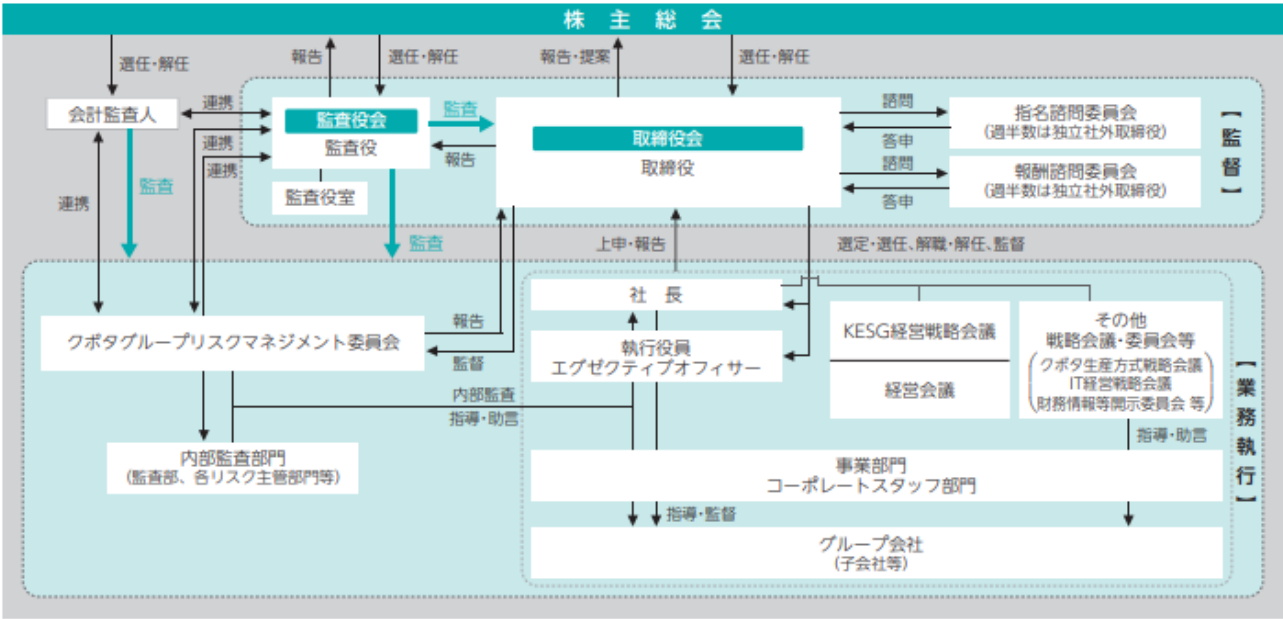 株主総会
選任・解任
報告
選任・解任
報告・提案
選任・解任
会計監査人
連携
連携
連携
監査役会
監査役
監査役室
監査
報告
取締役会
取締役
諮問
答申
諮問
答申
指名諮問委員会
(過半数は独立社外取締役)
報酬諮問委員会
(過半数は独立社外取締役)
【監督】
監査
連携
監査
上申・報告
選定・選任、解職・解任、監督
社長
執行役員
エグゼクティブオフィサー
クボタグループリスクマネジメント委員会
報告
監督
KESG経営戦略会議
経営会議
その他
戦略会議・委員会等
(クボタ生産方式戦略会議
IT経営戦略会議
財務情報等開示委員会 等)
内部監査
指導・助言
指導・助言
内部監査部門
(監査部、各リスク主管部門等)
事業部門
コーポレートスタッフ部門
指導・監督
グループ会社
(子会社等)
【業務執行】